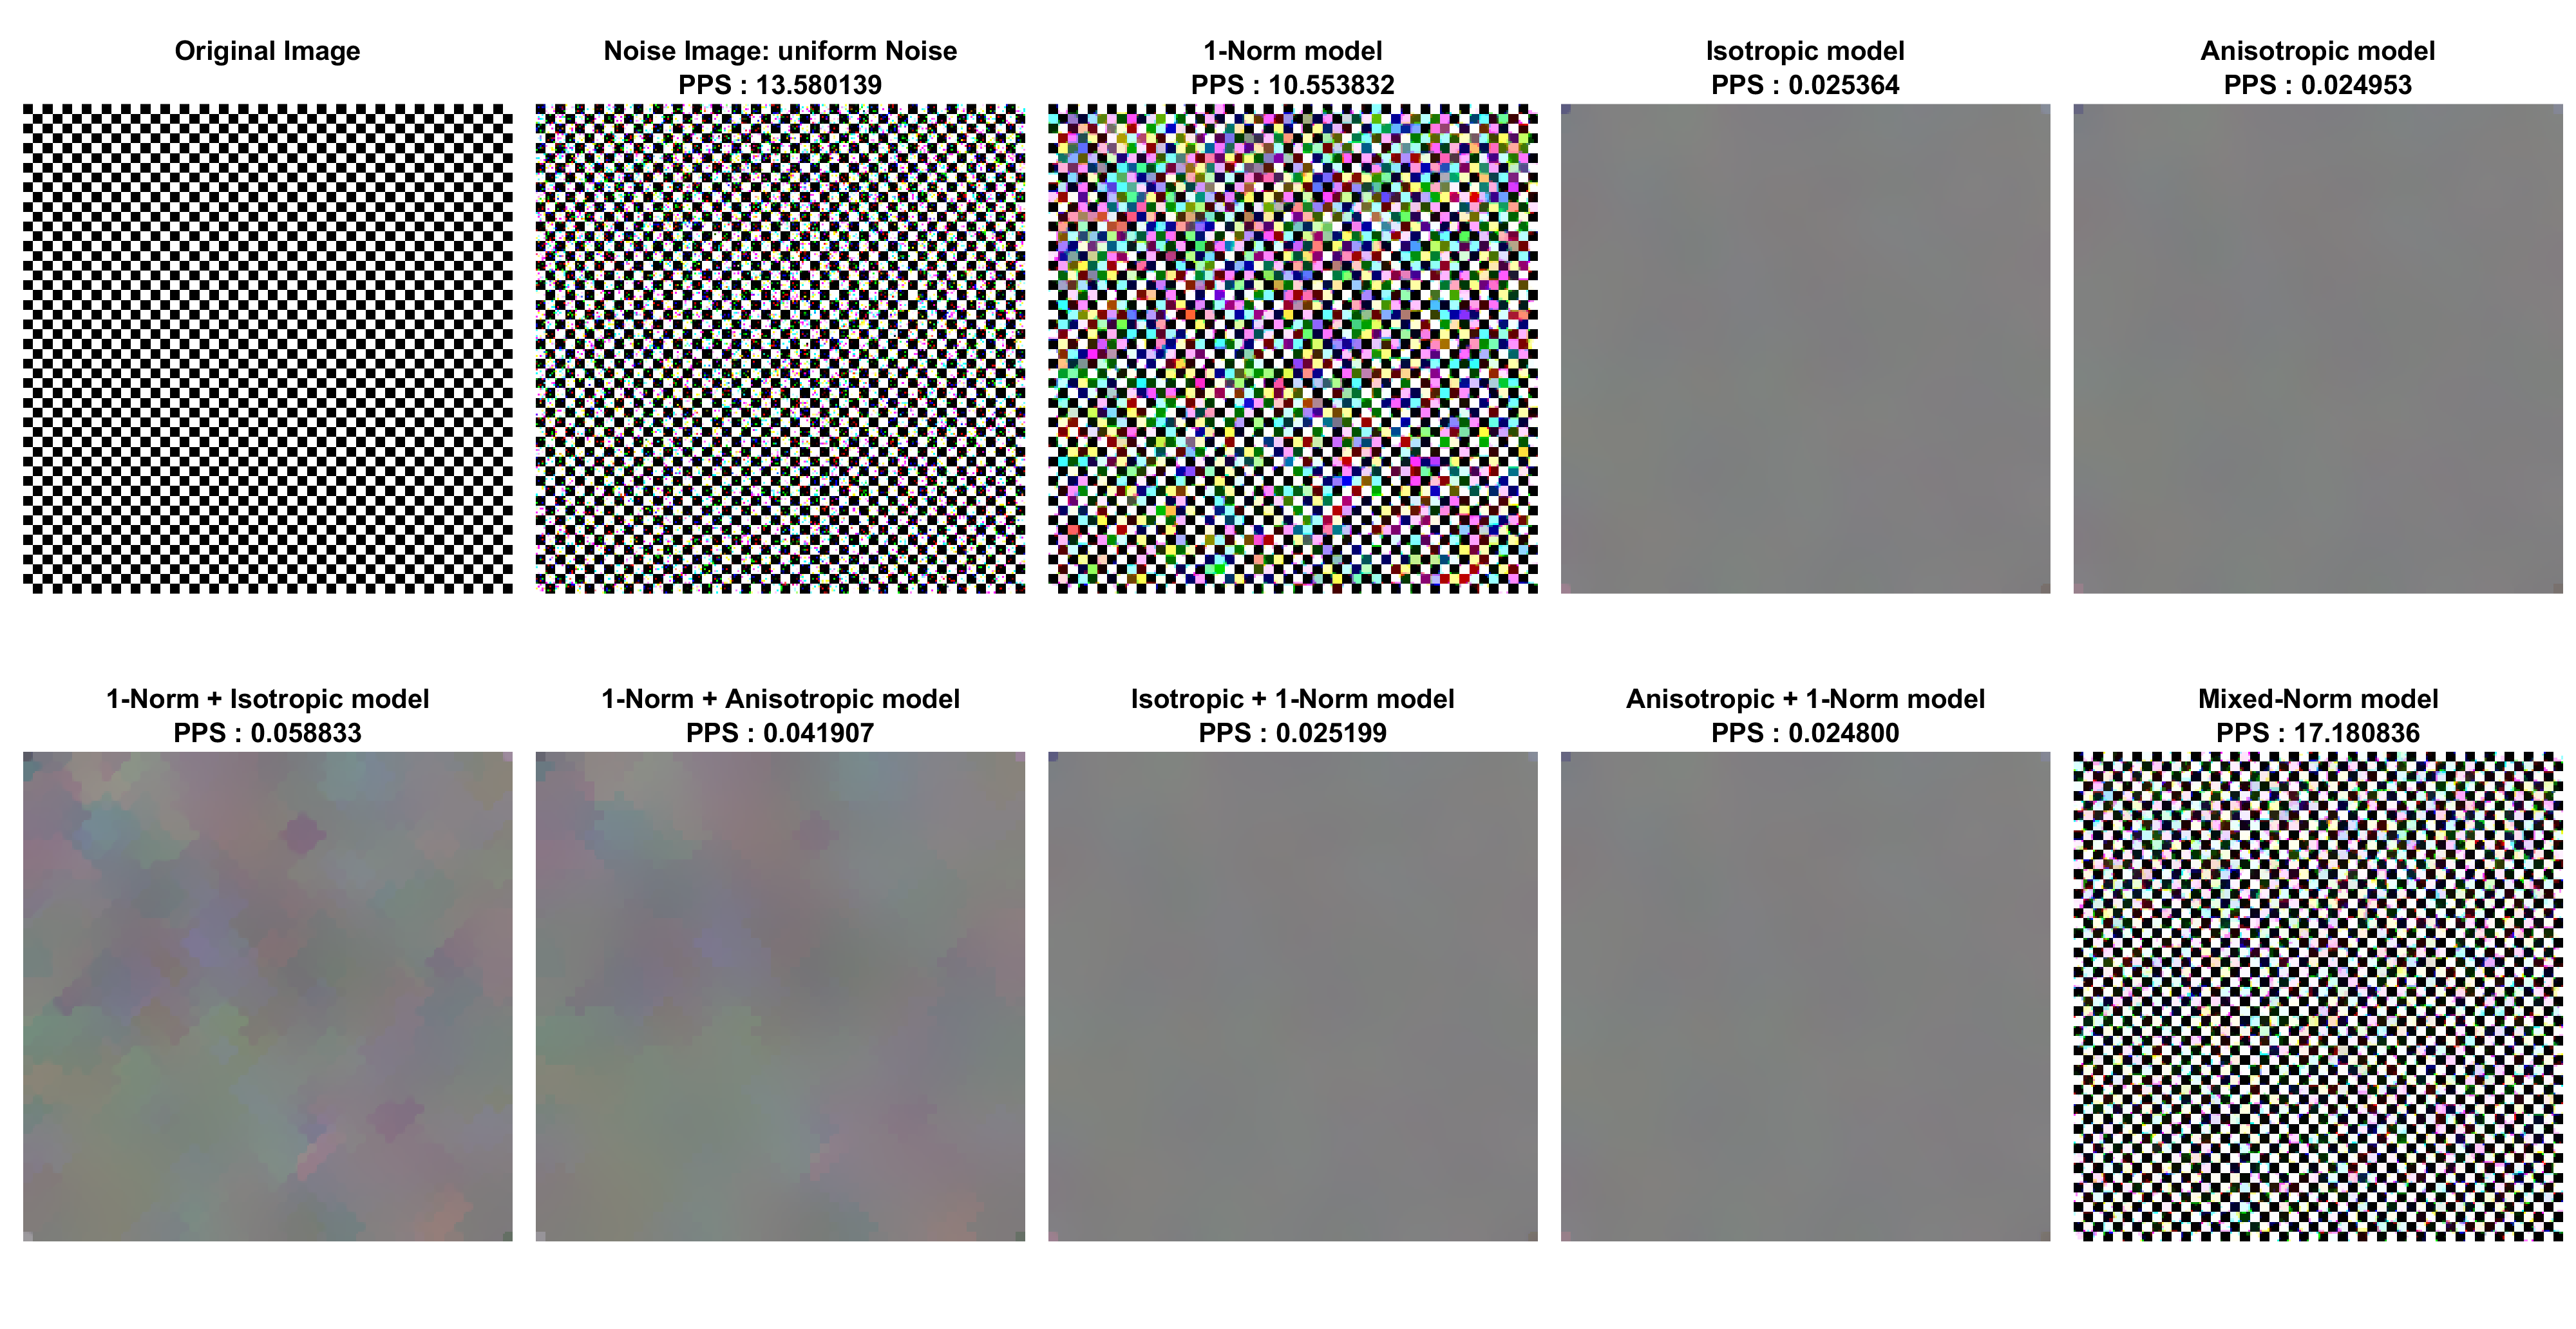 Original Image
Noise Image: uniform Noise
PPS : 13.580139
1-Norm model
PPS : 10.553832
Isotropic model
PPS : 0.025364
Anisotropic model
PPS : 0.024953
1-Norm + Isotropic model
PPS : 0.058833
1-Norm + Anisotropic model
PPS : 0.041907
Isotropic + 1-Norm model
PPS : 0.025199
Anisotropic + 1-Norm model
PPS : 0.024800
Mixed-Norm model
PPS : 17.180836